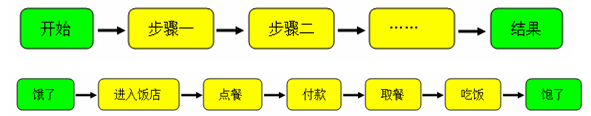 开始 步骤一 步骤二 …… 结果
饿了 进入饭店 点餐 付款 取餐 吃饭 饱了